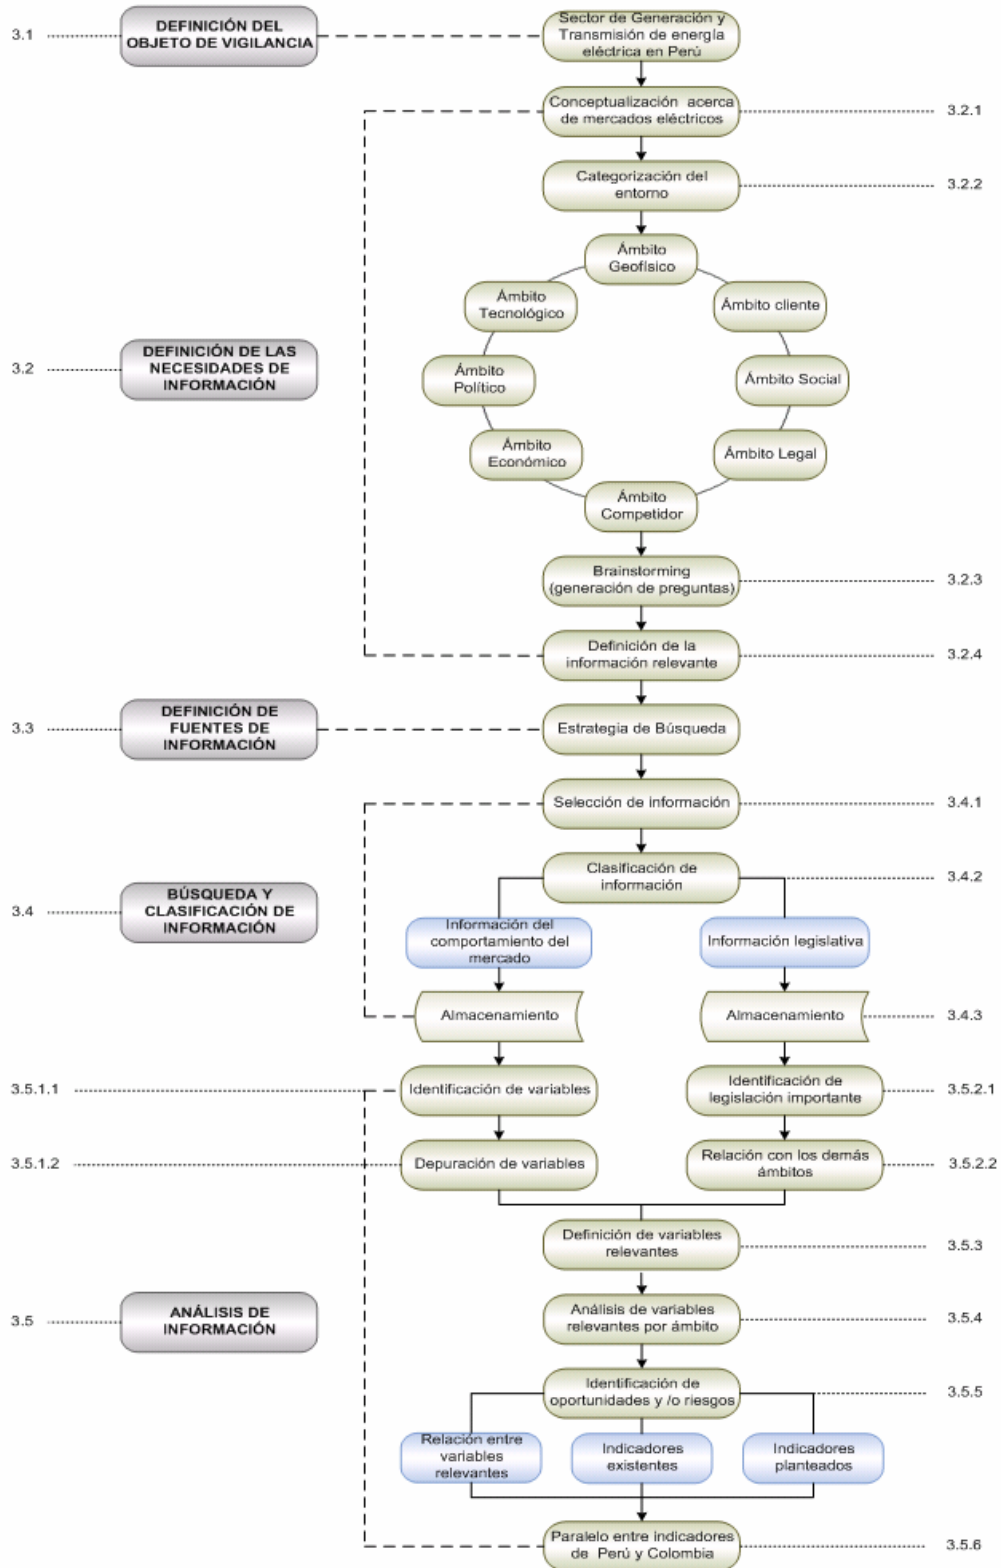 3.1
DEFINICIÓN DEL
OBJETO DE VIGILANCIA
Sector de Generación y
Transmisión de energía
eléctrica en Perú
Conceptualización acerca
de mercados eléctricos
3.2.1
Categorización del
entorno
3.2.2
Ámbito
Geofísico
Ámbito
Tecnológico
Ámbito cliente
3.2
DEFINICIÓN DE LAS
NECESIDADES DE
INFORMACIÓN
Ámbito
Político
Ámbito Social
Ámbito
Económico
Ámbito Legal
Ámbito
Competidor
Brainstorming
(generación de preguntas)
3.2.3
Definición de la
información relevante
3.2.4
3.3
DEFINICIÓN DE
FUENTES DE
INFORMACIÓN
Estrategia de Búsqueda
Selección de información
3.4.1
Clasificación de
información
3.4.2
3.4
BÚSQUEDA Y
CLASIFICACIÓN DE
INFORMACIÓN
Información del
comportamiento del
mercado
Información legislativa
Almacenamiento
Almacenamiento
3.4.3
3.5.1.1
Identificación de variables
Identificación de
legislación importante
3.5.2.1
3.5.1.2
Depuración de variables
Relación con los demás
ámbitos
3.5.2.2
Definición de variables
relevantes
3.5.3
3.5
ANÁLISIS DE
INFORMACIÓN
Análisis de variables
relevantes por ámbito
3.5.4
Identificación de
oportunidades y /o riesgos
3.5.5
Relación entre
variables
relevantes
Indicadores
existentes
Indicadores
planteados
Paralelo entre indicadores
de Perú y Colombia
3.5.6